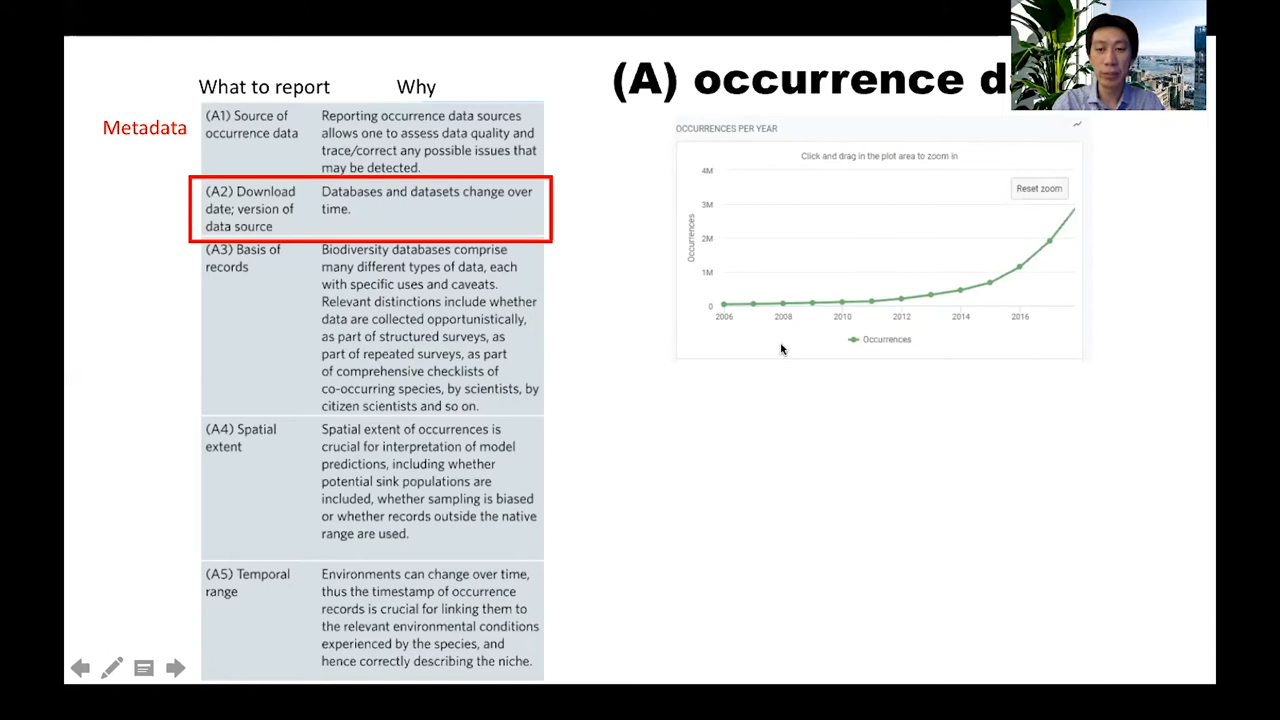 (A) occurrence d
What to report
Why
Metadata
(A1) Source of
occurrence data
Reporting occurrence data sources
allows one to assess data quality and
trace/correct any possible issues that
may be detected.
(A2) Download
date; version of
data source
Databases and datasets change over
time.
(A3) Basis of
records
Biodiversity databases comprise
many different types of data, each
with specific uses and caveats.
Relevant distinctions include whether
data are collected opportunistically,
as part of structured surveys, as
part of repeated surveys, as part
of comprehensive checklists of
co-occurring species, by scientists, by
citizen scientists and so on.
(A4) Spatial
extent
Spatial extent of occurrences is
crucial for interpretation of model
predictions, including whether
potential sink populations are
included, whether sampling is biased
or whether records outside the native
range are used.
(A5) Temporal
range
Environments can change over time,
thus the timestamp of occurrence
records is crucial for linking them to
the relevant environmental conditions
experienced by the species, and
hence correctly describing the niche.
OCCURRENCES PER YEAR
Click and drag in the plot area to zoom in
Reset zoom
4M
3M
2M
1M
0
Occurrences
2006
2008
2010
2012
2014
2016
Occurrences